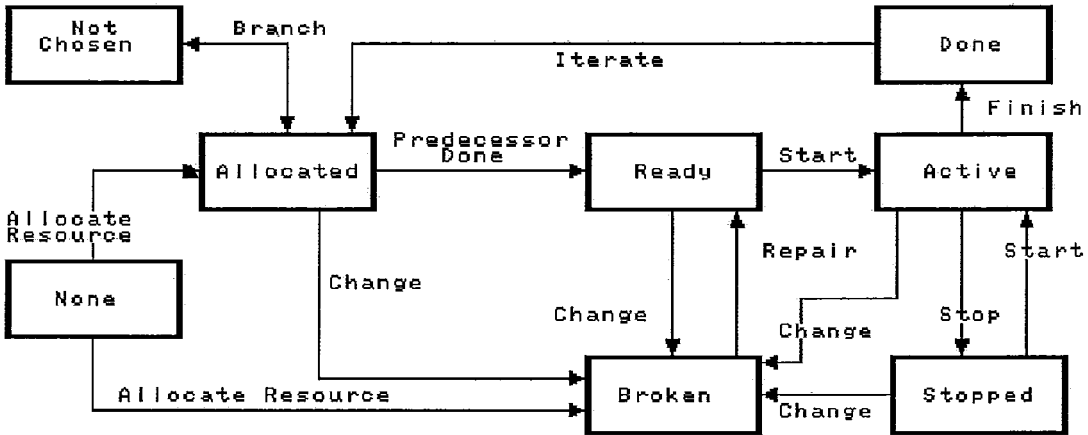 Not
Chosen
Branch
Iterate
Done
Finish
Allocated
Predecessor
Done
Ready
Start
Active
Allocate
Resource
None
Change
Repair
Start
Change
Change
Stop
Allocate Resource
Broken
Change
Stopped